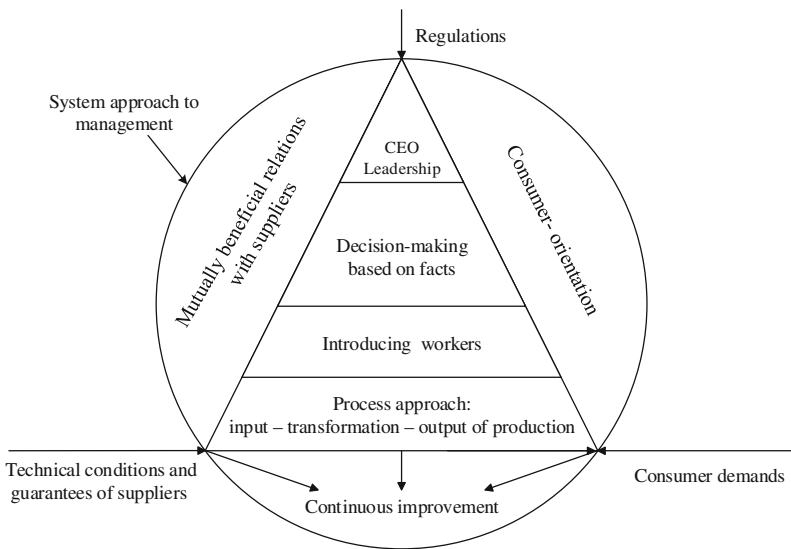 Regulations
System approach to
management
Mutually beneficial relations
with suppliers
CEO
Leadership
Consumer- orientation
Decision-making
based on facts
Introducing workers
Process approach:
input – transformation – output of production
Technical conditions and
guarantees of suppliers
Consumer demands
Continuous improvement